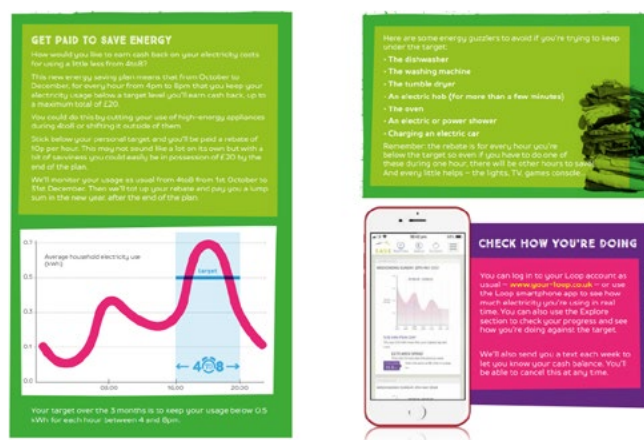 GET PAID TO SAVE ENERGY
How would you like to earn cash back on your electricity costs
for using a little less from 4to8?
This new energy saving plan means that from October to
December, for every hour from 4pm to 8pm that you keep your
electricity usage below a target level you'll earn cash back, up to
a maximum total of £20.
You could do this by cutting your use of high-energy appliances
during 4to8 or shifting it outside of them.
Stick below your personal target and you'll be paid a rebate of
10p per hour. This may not sound like a lot on its own but with a
bit of savviness you could easily be in possession of £20 by the
end of the plan.
We'll monitor your usage as usual from 4to8 from 1st October to
31st December. Then we'll tot up your rebate and pay you a lump
sum in the new year, after the end of the plan.
Average household electricity use
(kWh)
target
0.7
0.5
0.3
0.1
0.0
4TO8
08:00
16:00
20:00
Your target over the 3 months is to keep your usage below 0.5
kWh for each hour between 4 and 8pm.
Here are some energy guzzlers to avoid if you're trying to keep
under the target:
- The dishwasher
- The washing machine
- The tumble dryer
- An electric hob (for more than a few minutes)
- The oven
- An electric or power shower
- Charging an electric car
Remember: the rebate is for every hour you're
below the target so even if you have to do one of
these during one hour, there will be other hours to save.
And every little helps – the lights, TV, games console...
CHECK HOW YOU'RE DOING
You can log in to your Loop account as
usual – www.your-loop.co.uk – or use
the Loop smartphone app to see how
much electricity you're using in real
time. You can also use the Explore
section to check your progress and see
how you're doing against the target.
We'll also send you a text each week to
let you know your cash balance. You'll
be able to cancel this at any time.